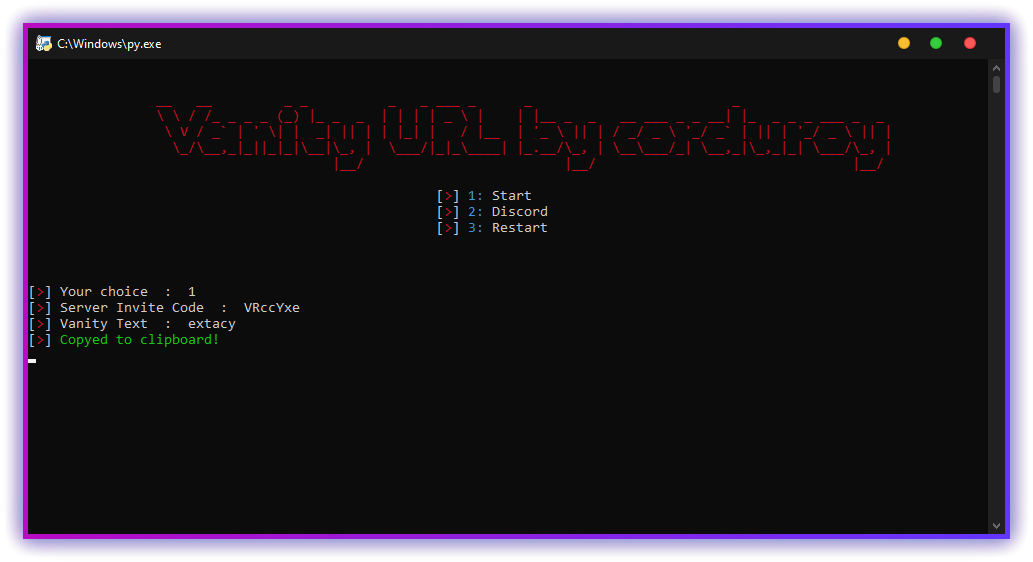 C:\Windows\py.exe
Vanity URL by corduroy
[>] 1: Start
[>] 2: Discord
[>] 3: Restart
[>] Your choice  :  1
[>] Server Invite Code  :  VRccYxe
[>] Vanity Text  :  extacy
[>] Copyed to clipboard!